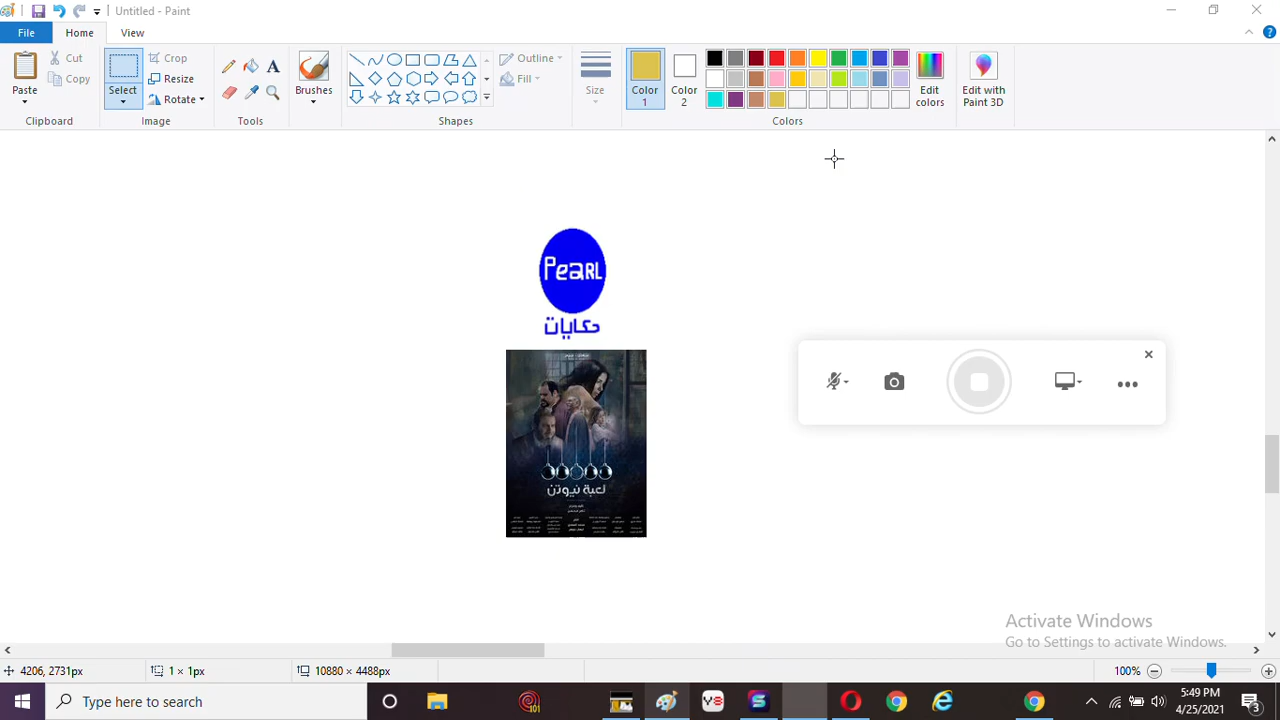 Untitled - Paint
File
Home
View
Paste
Cut
Copy
Clipboard
Select
Crop
Resize
Rotate
Image
A
Tools
Brushes
Outline
Fill
Shapes
Size
Color
1
Color
2
Colors
Edit
colors
Edit with
Paint 3D
PeaRL
حكايات
لعبة نيوتن
Activate Windows
Go to Settings to activate Windows.
4206, 2731px
1 × 1px
10880 × 4488px
100%
Type here to search
5:49 PM
4/25/2021
3